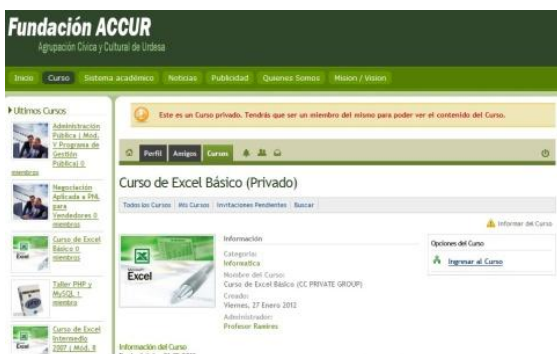 Fundación ACCUR
Agrupación Cívica y Cultural de Urdesa
Inicio Curso Sistema académico Noticias Publicidad Quienes Somos Mision / Vision
Ultimos Cursos
Administración
Pública ( Mod.
Y Programa de
Gestión
Pública) 0
miembros
Negociación
Aplicada a PNL
para
Vendedores 0
miembros
Curso de Excel
Básico 0
miembros
Taller PHP y
MySQL 1
miembro
Curso de Excel
Intermedio
2007 ( Mod. II
Este es un Curso privado. Tendrás que ser un miembro del mismo para poder ver el contenido del Curso.
Perfil Amigos Cursos
Curso de Excel Básico (Privado)
Todos los Cursos Mis Cursos Invitaciones Pendientes Buscar
Informar del Curso
Excel
Información
Categoría:
Informatica
Nombre del Curso:
Curso de Excel Básico (CC PRIVATE GROUP)
Creado:
Viernes, 27 Enero 2012
Administrador:
Profesor Ramires
Opciones del Curso
Ingresar al Curso
Información del Curso